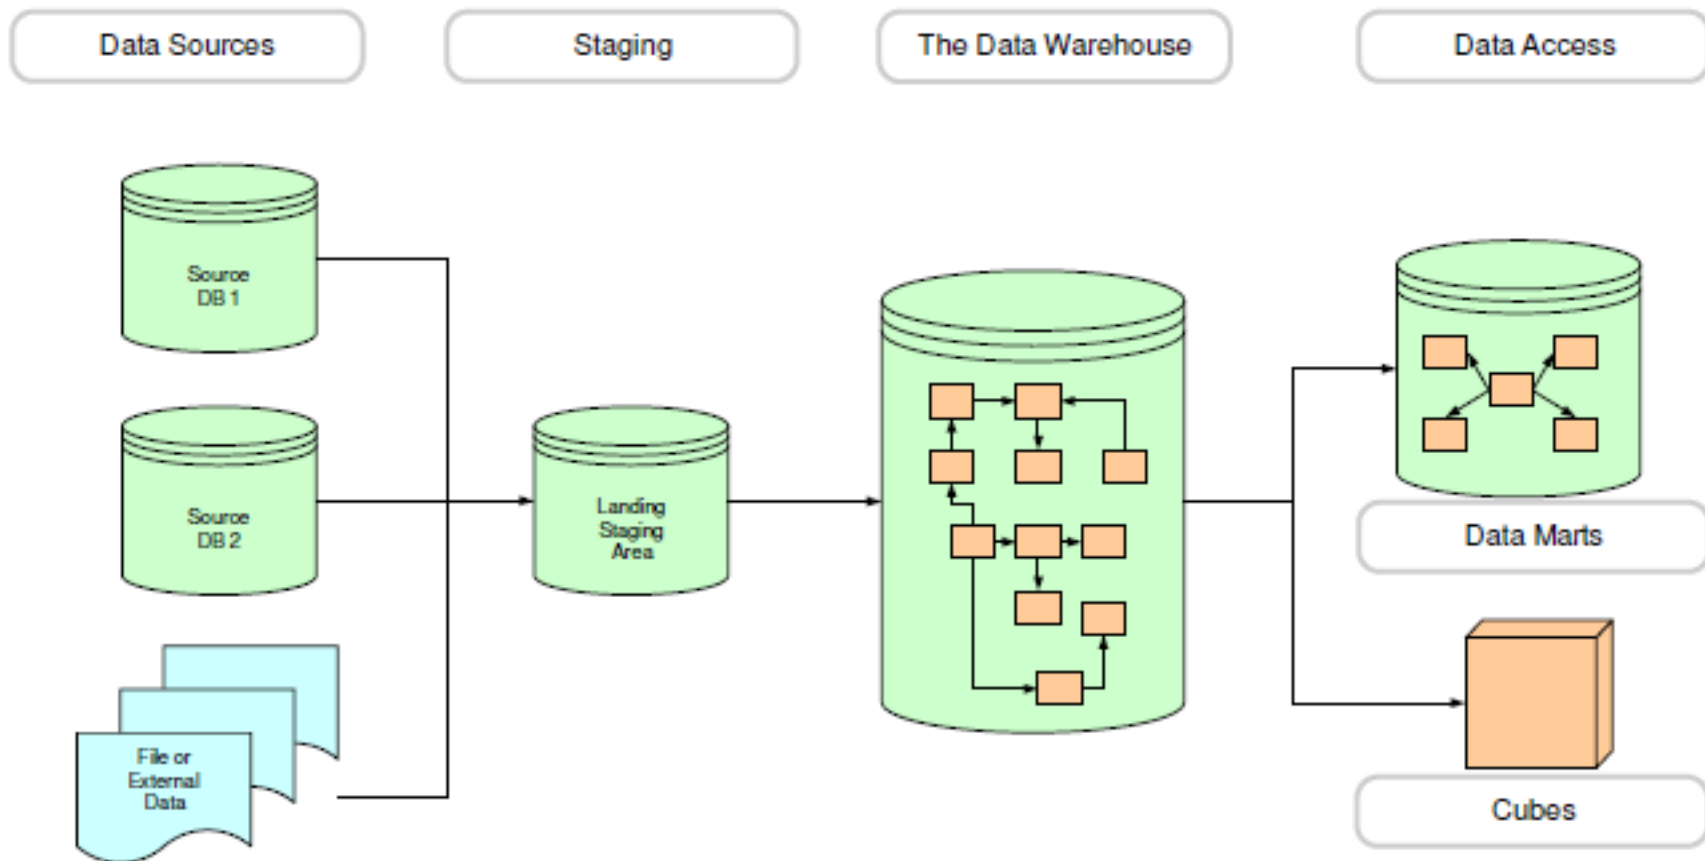 Data Sources
Staging
The Data Warehouse
Data Access
Source
DB 1
Source
DB 2
File or
External
Data
Landing
Staging
Area
Data Marts
Cubes